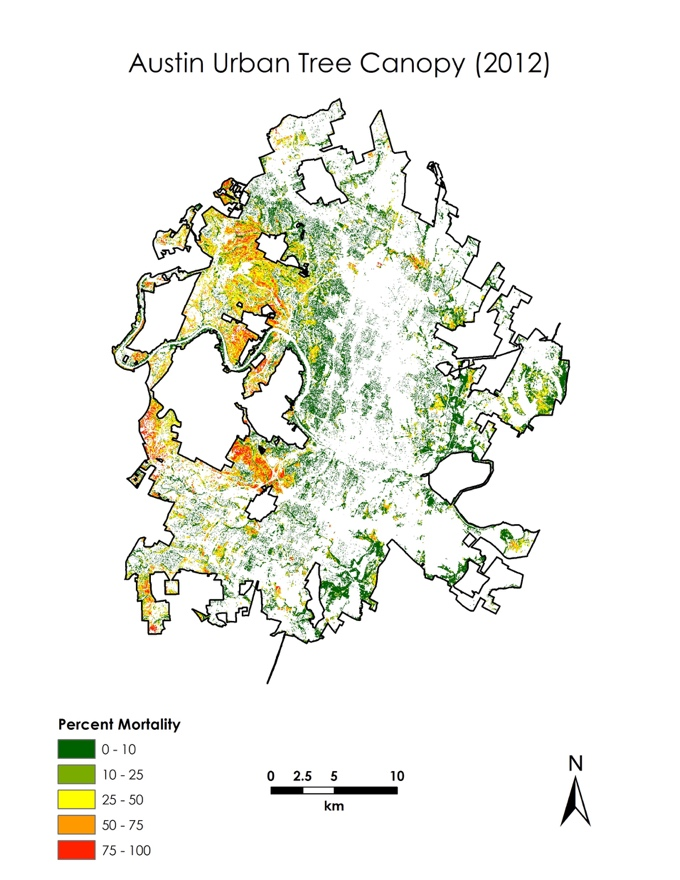 Austin Urban Tree Canopy (2012)
Percent Mortality
0 - 10
10 - 25
25 - 50
50 - 75
75 - 100
0 2.5 5 10
km
N